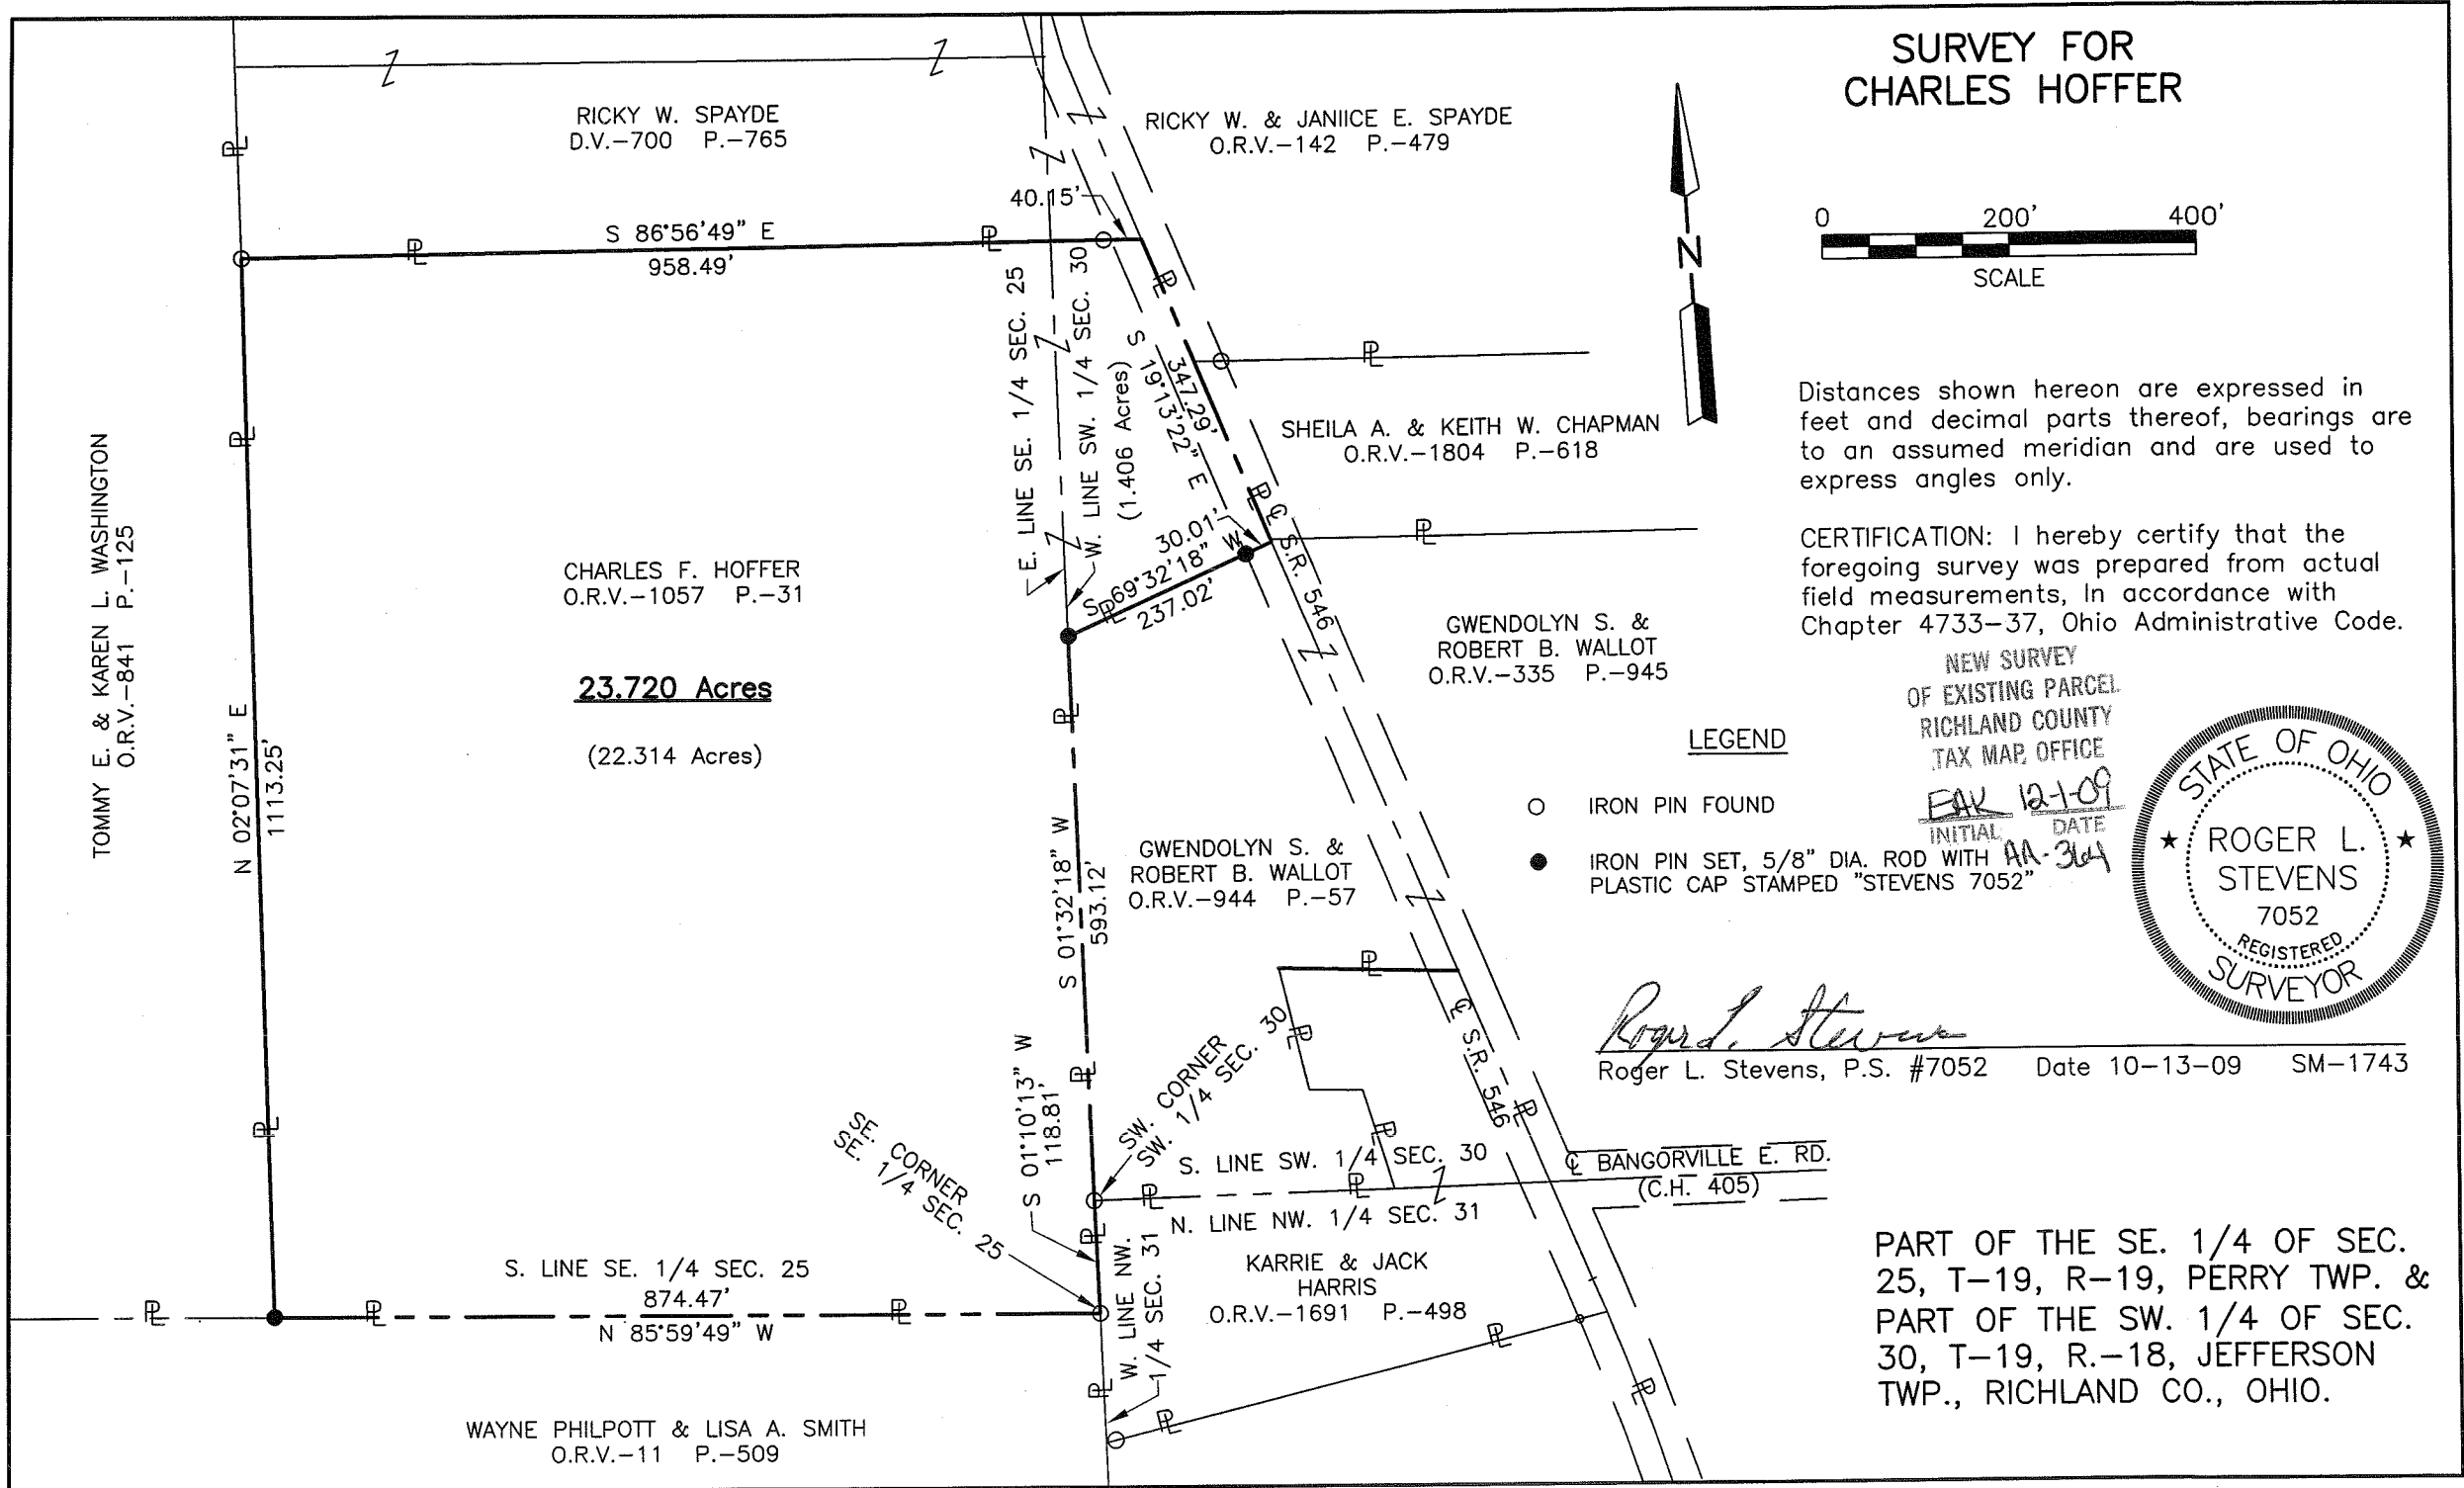 SURVEY FOR
CHARLES HOFFER
RICKY W. SPAYDE
D.V.-700 P.-765
RICKY W. & JANIICE E. SPAYDE
O.R.V.-142 P.-479
0 200' 400'
SCALE
N
40.15'
S 86°56'49" E
958.49'
E. LINE SE. 1/4 SEC. 25
W. LINE SW. 1/4 SEC. 30
(1.406 Acres)
S 19°13'22" E
347.29'
SHEILA A. & KEITH W. CHAPMAN
O.R.V.-1804 P.-618
Distances shown hereon are expressed in
feet and decimal parts thereof, bearings are
to an assumed meridian and are used to
express angles only.
CERTIFICATION: I hereby certify that the
foregoing survey was prepared from actual
field measurements, In accordance with
Chapter 4733-37, Ohio Administrative Code.
TOMMY E. & KAREN L. WASHINGTON
O.R.V.-841 P.-125
CHARLES F. HOFFER
O.R.V.-1057 P.-31
23.720 Acres
(22.314 Acres)
30.01'
S 69°32'18" W
237.02'
℄ S.R. 546
GWENDOLYN S. &
ROBERT B. WALLOT
O.R.V.-335 P.-945
N 02°07'31" E
1113.25'
NEW SURVEY
OF EXISTING PARCEL
RICHLAND COUNTY
TAX MAP OFFICE
EAK 12-1-09
INITIAL DATE
AA-364
LEGEND
IRON PIN FOUND
IRON PIN SET, 5/8" DIA. ROD WITH
PLASTIC CAP STAMPED "STEVENS 7052"
STATE OF OHIO
ROGER L.
STEVENS
7052
REGISTERED
SURVEYOR
S 01°32'18" W
593.12'
GWENDOLYN S. &
ROBERT B. WALLOT
O.R.V.-944 P.-57
Roger L. Stevens
Roger L. Stevens, P.S. #7052 Date 10-13-09 SM-1743
S 01°10'13" W
118.81'
SE. CORNER
SE. 1/4 SEC. 25
SW. CORNER
SW. 1/4 SEC. 30
℄ S.R. 546
S. LINE SW. 1/4 SEC. 30
N. LINE NW. 1/4 SEC. 31
℄ BANGORVILLE E. RD.
(C.H. 405)
S. LINE SE. 1/4 SEC. 25
874.47'
N 85°59'49" W
W. LINE NW.
1/4 SEC. 31
KARRIE & JACK
HARRIS
O.R.V.-1691 P.-498
WAYNE PHILPOTT & LISA A. SMITH
O.R.V.-11 P.-509
PART OF THE SE. 1/4 OF SEC.
25, T-19, R-19, PERRY TWP. &
PART OF THE SW. 1/4 OF SEC.
30, T-19, R.-18, JEFFERSON
TWP., RICHLAND CO., OHIO.